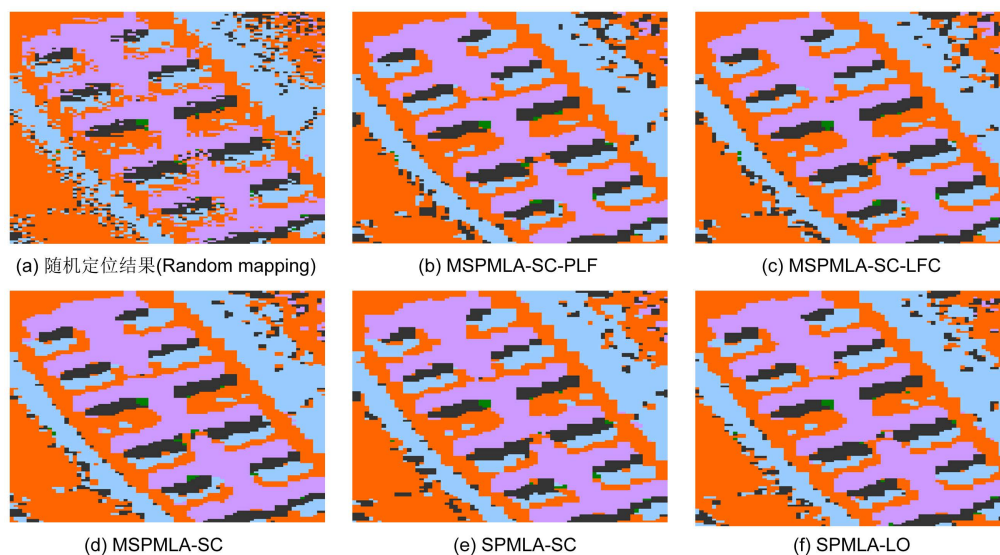 (a) 随机定位结果(Random mapping)
(b) MSPMLA-SC-PLF
(c) MSPMLA-SC-LFC
(d) MSPMLA-SC
(e) SPMLA-SC
(f) SPMLA-LO